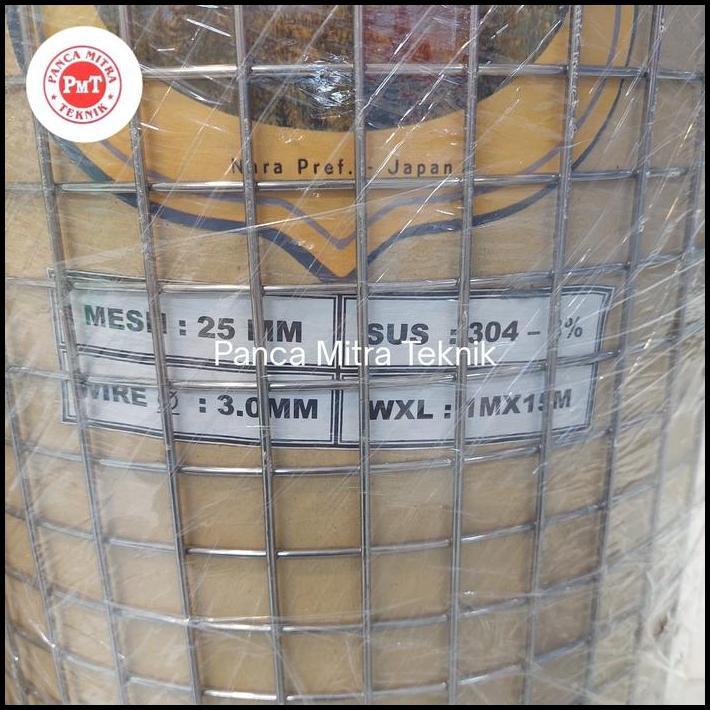 PANCA MITRA
PMT
TEKNIK
Nara Pref. - Japan
MESH : 25 MM
SUS : 304 - 8%
Panca Mitra Teknik
WIRE Ø : 3.0MM
WXL : 1MX15M